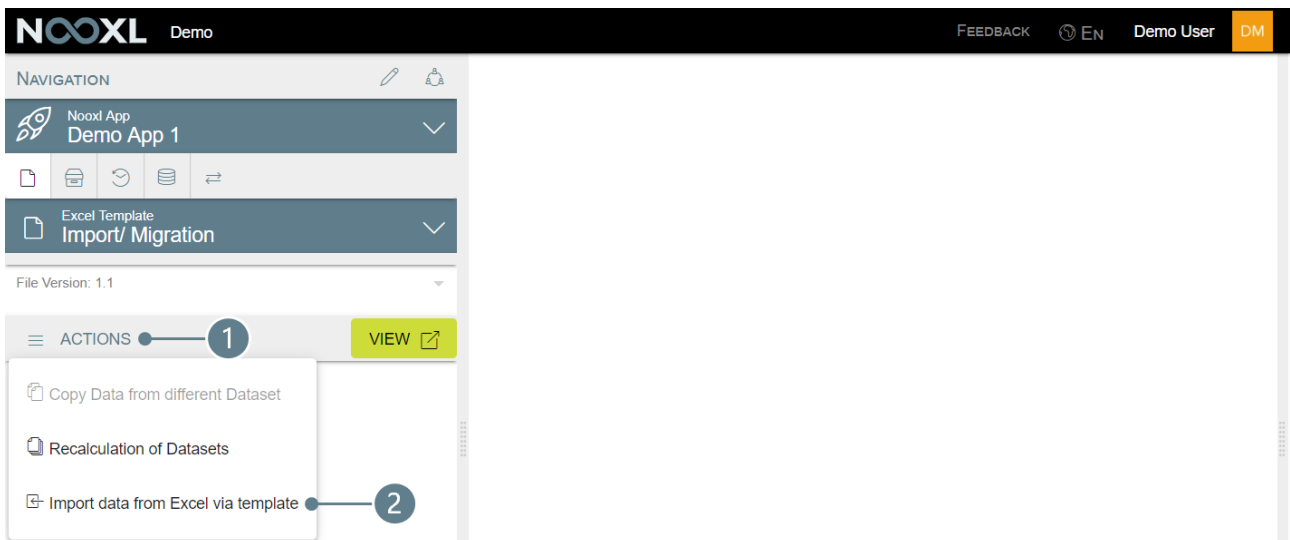 NOOXL Demo FEEDBACK EN Demo User DM
NAVIGATION
Nooxl App
Demo App 1
Excel Template
Import/ Migration
File Version: 1.1
ACTIONS 1 VIEW
Copy Data from different Dataset
Recalculation of Datasets
Import data from Excel via template 2